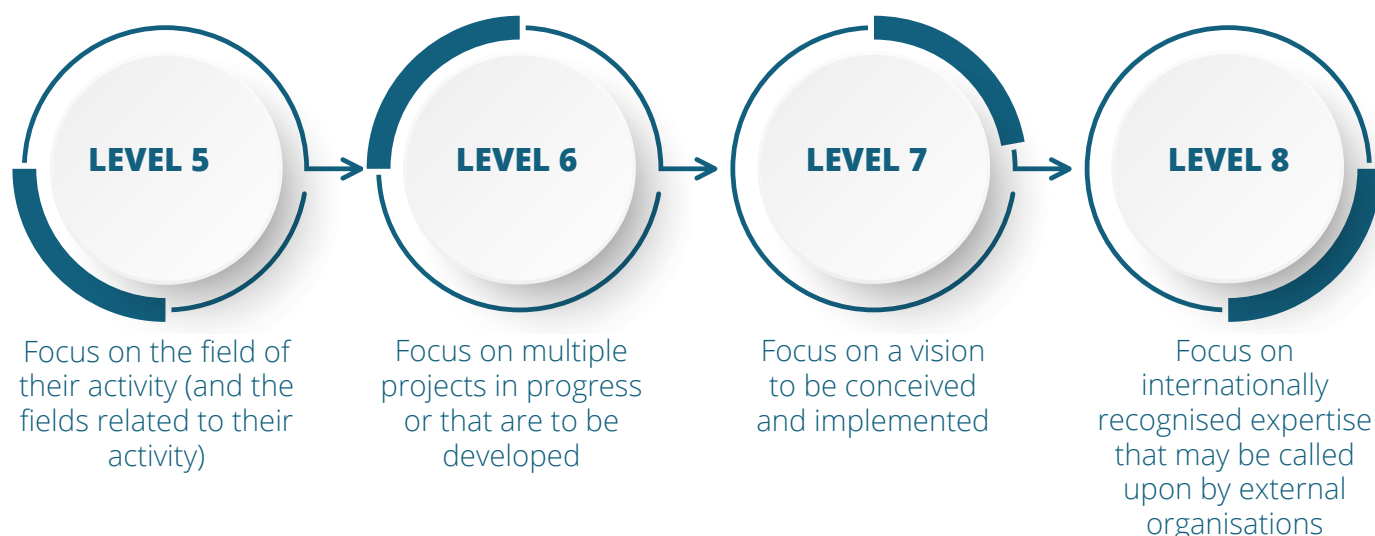 LEVEL 5
Focus on the field of
their activity (and the
fields related to their
activity)
LEVEL 6
Focus on multiple
projects in progress
or that are to be
developed
LEVEL 7
Focus on a vision
to be conceived
and implemented
LEVEL 8
Focus on
internationally
recognised expertise
that may be called
upon by external
organisations